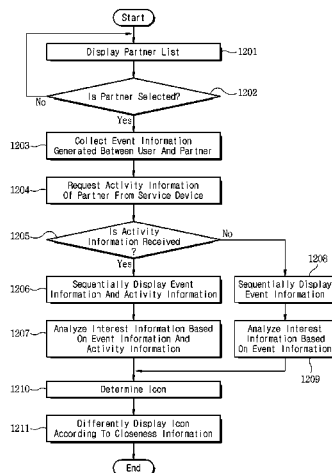 Start
Display Partner List
1201
Is Partner Selected?
1202
No
Yes
1203
Collect Event Information
Generated Between User And Partner
1204
Request Activity Information
Of Partner From Service Device
1205
Is Activity
Information Received
?
No
Yes
1208
1206
Sequentially Display Event
Information And Activity Information
Sequentially Display
Event Information
1207
Analyze Interest Information Based
On Event Information And
Activity Information
Analyze Interest
Information Based
On Event Information
1209
1210
Determine Icon
1211
Differently Display Icon
According To Closeness Information
End